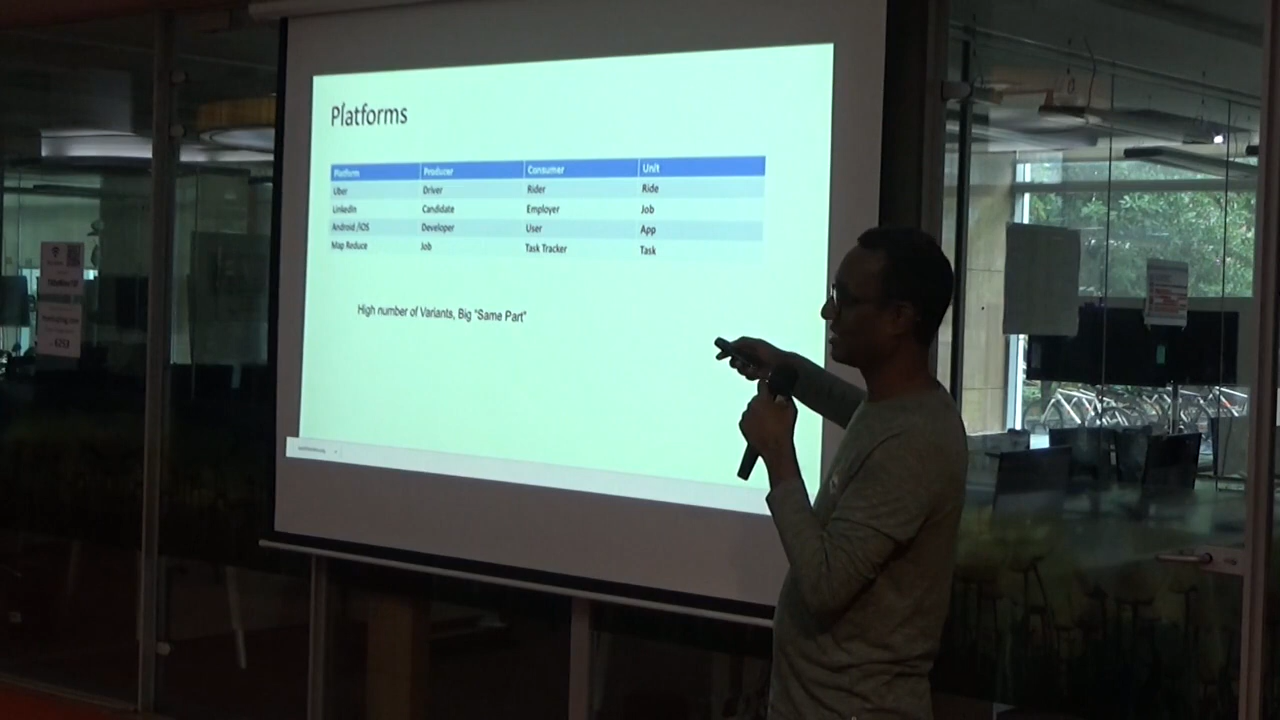 Platforms
Platform Producer Consumer Unit
Uber Driver Rider Ride
LinkedIn Candidate Employer Job
Android /iOS Developer User App
Map Reduce Job Task Tracker Task
High number of Variants, Big "Same Part"